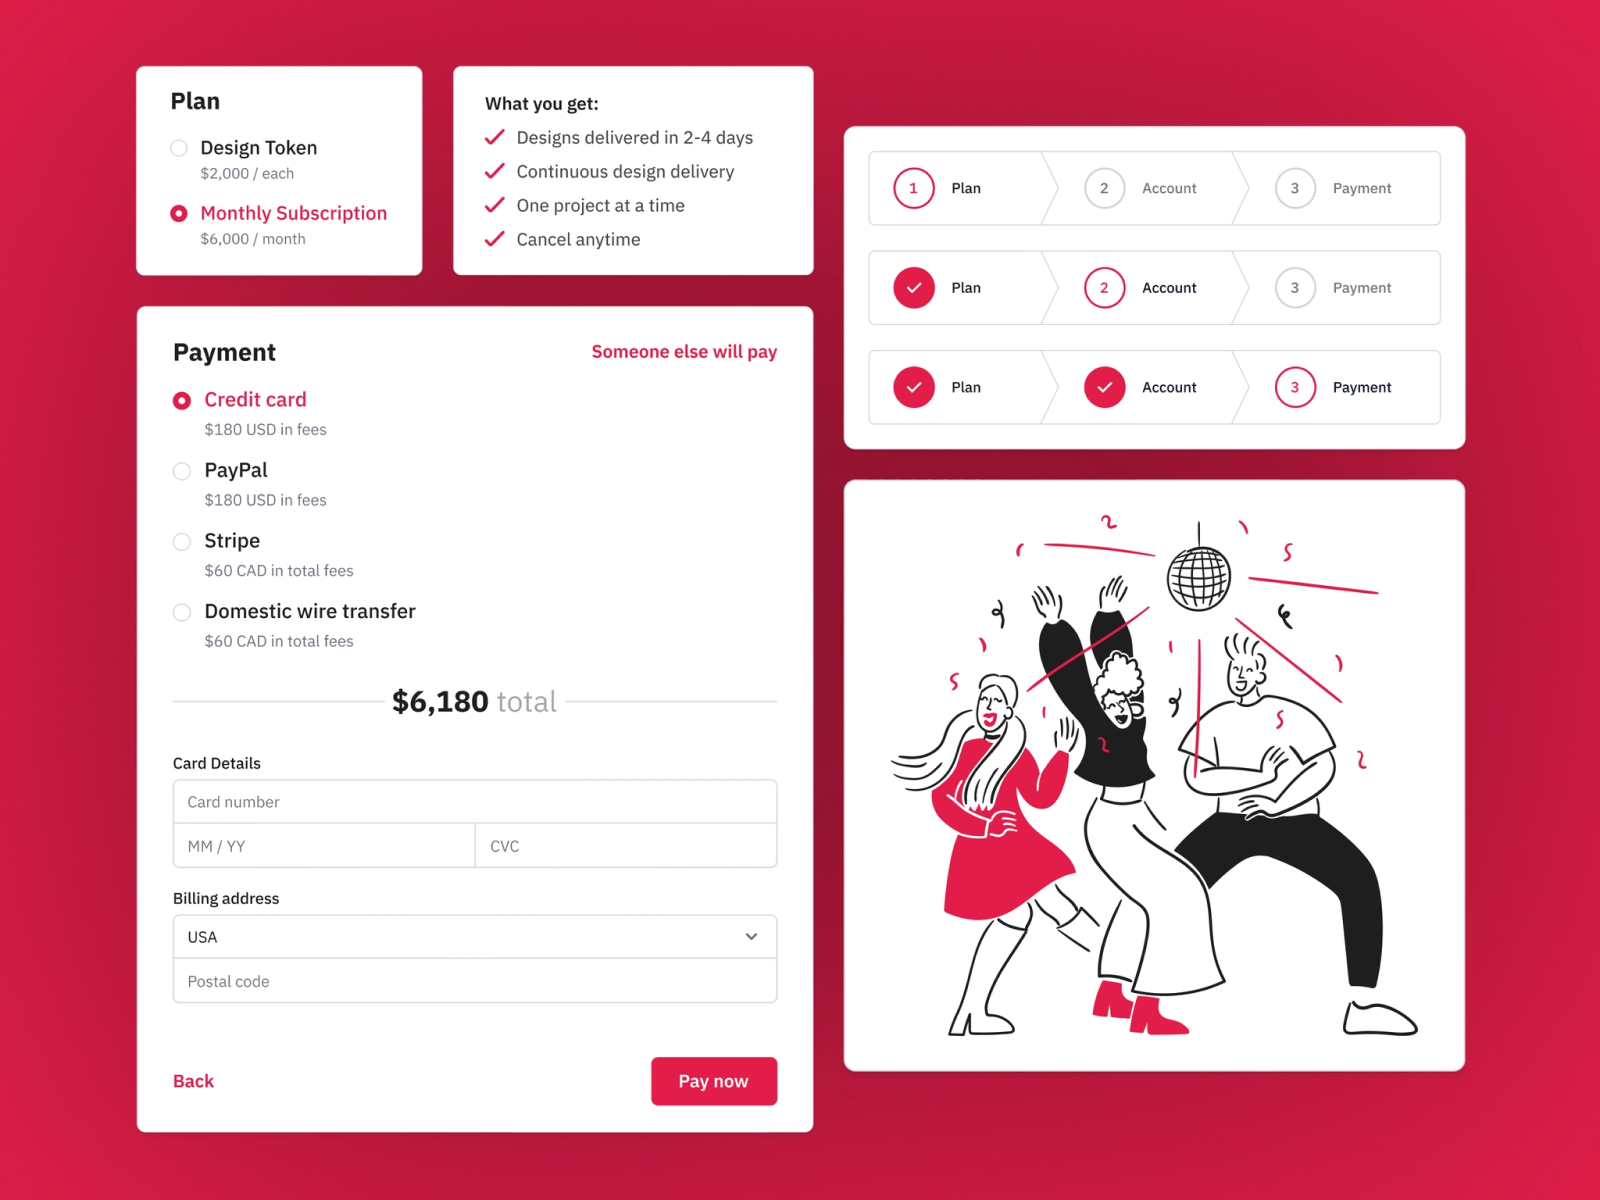 Plan
Design Token
$2,000 / each
Monthly Subscription
$6,000 / month
What you get:
Designs delivered in 2-4 days
Continuous design delivery
One project at a time
Cancel anytime
Payment
Someone else will pay
Credit card
$180 USD in fees
PayPal
$180 USD in fees
Stripe
$60 CAD in total fees
Domestic wire transfer
$60 CAD in total fees
$6,180 total
Card Details
Card number
MM / YY CVC
Billing address
USA
Postal code
Back Pay now
1 Plan 2 Account 3 Payment
Plan 2 Account 3 Payment
Plan Account 3 Payment